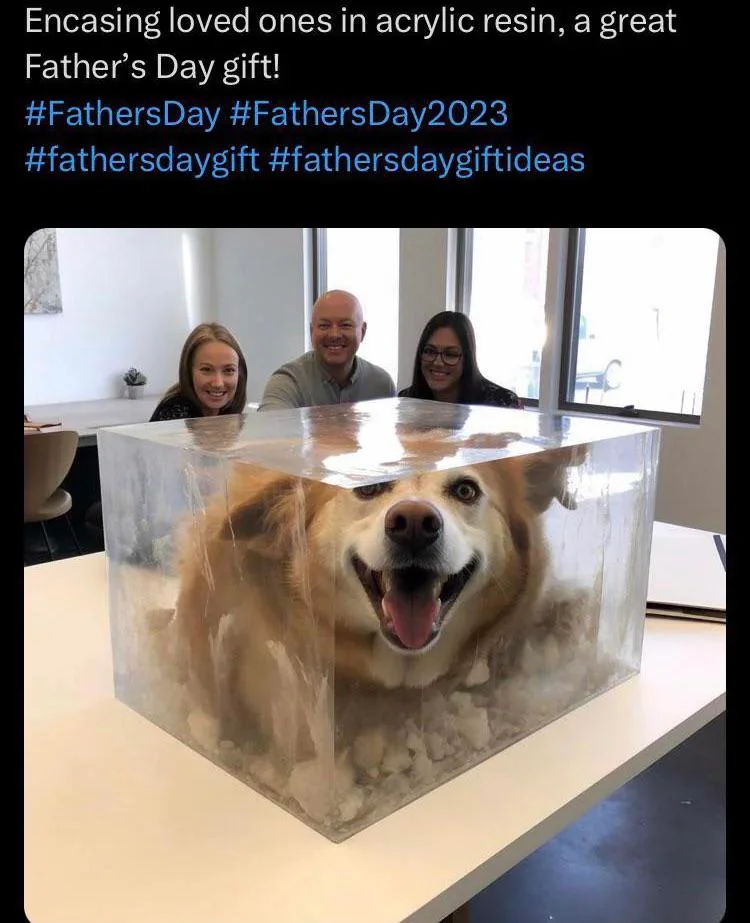 Encasing loved ones in acrylic resin, a great
Father’s Day gift!
#FathersDay #FathersDay2023
#fathersdaygift #fathersdaygiftideas